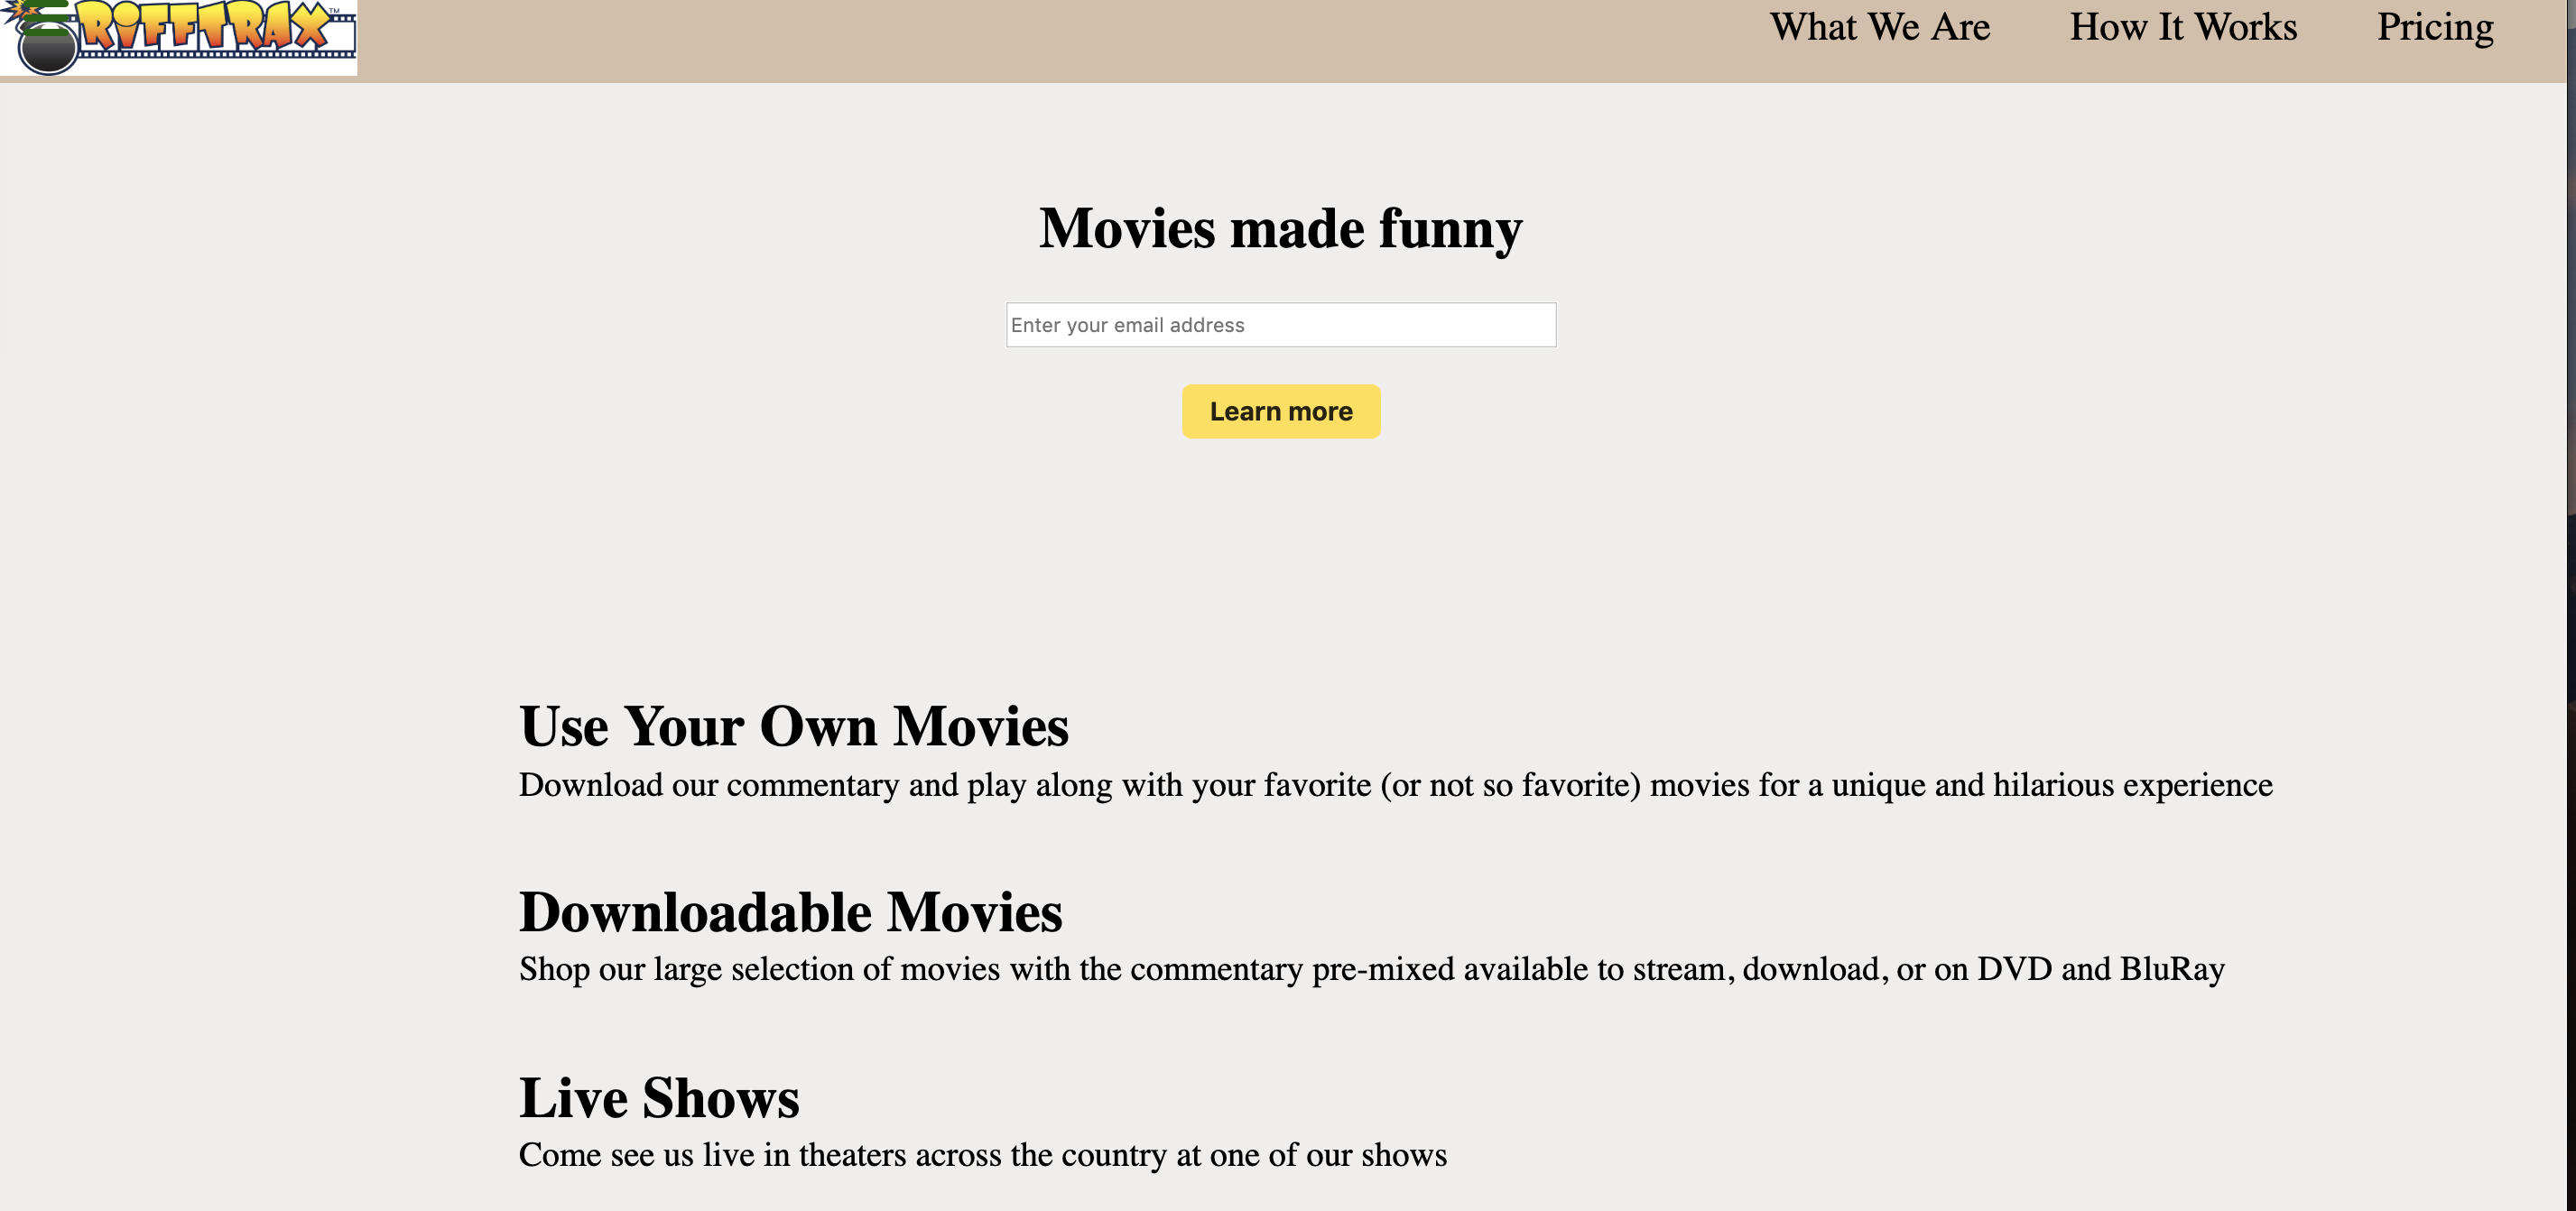 RIFFTRAX™
What We Are
How It Works
Pricing
Movies made funny
Enter your email address
Learn more
Use Your Own Movies
Download our commentary and play along with your favorite (or not so favorite) movies for a unique and hilarious experience
Downloadable Movies
Shop our large selection of movies with the commentary pre-mixed available to stream, download, or on DVD and BluRay
Live Shows
Come see us live in theaters across the country at one of our shows